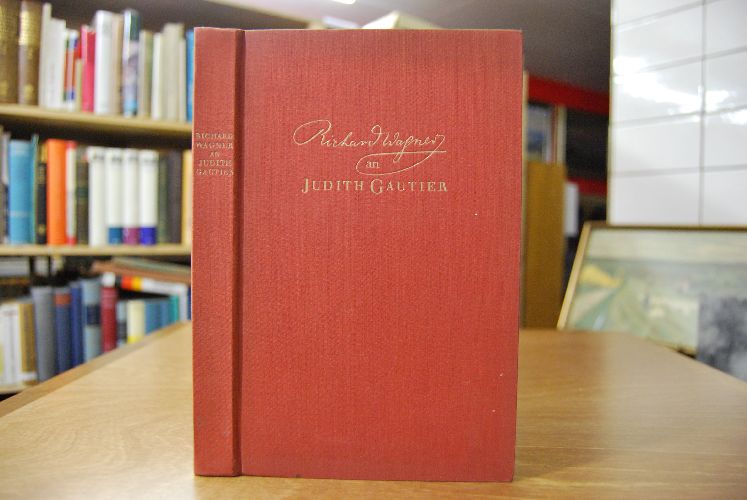 RICHARD
WAGNER
AN
JUDITH
GAUTIER
Richard Wagner
an
JUDITH GAUTIER